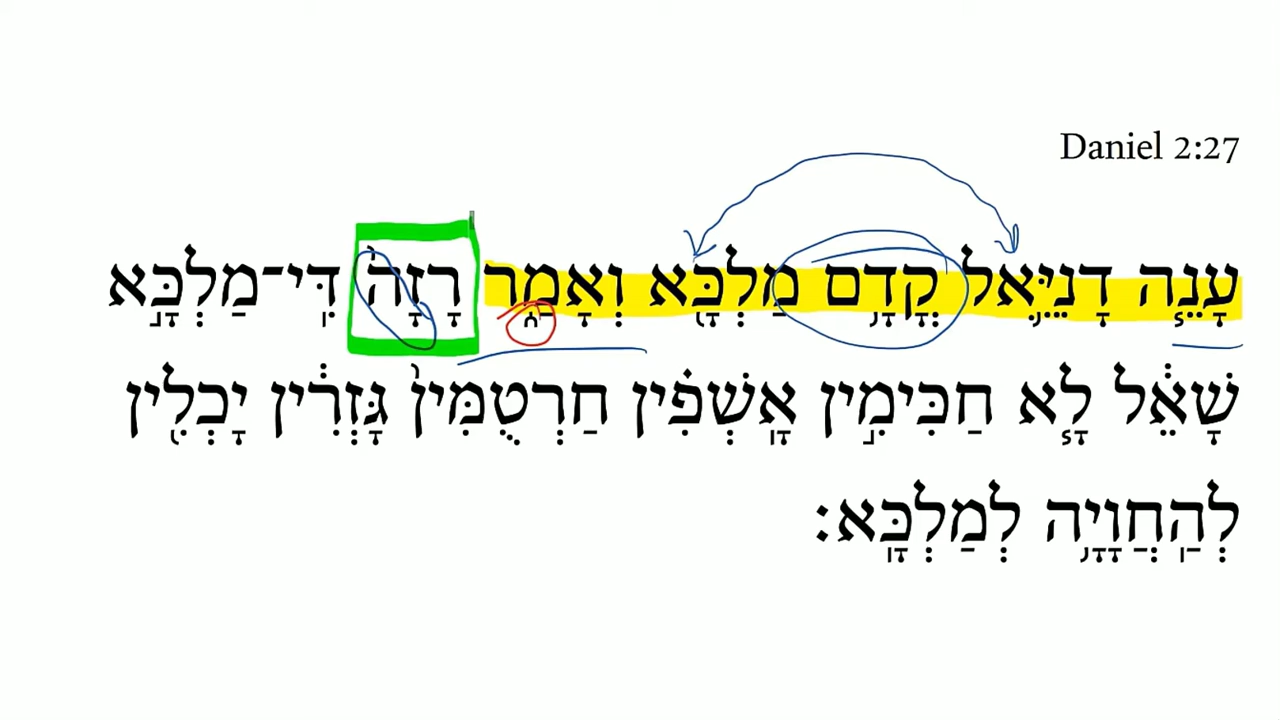 Daniel 2:27
עָנֵ֧ה דָנִיֵּ֛אל קֳדָ֥ם מַלְכָּ֖א וְאָמַ֑ר רָזָה֙ דִּֽי־מַלְכָּ֣א
שָׁאֵ֔ל לָ֧א חַכִּימִ֣ין אָֽשְׁפִ֗ין חַרְטֻמִּין֙ גָּזְרִ֔ין יָכְלִ֖ין
לְהַֽחֲוָיָ֥ה לְמַלְכָּֽא׃